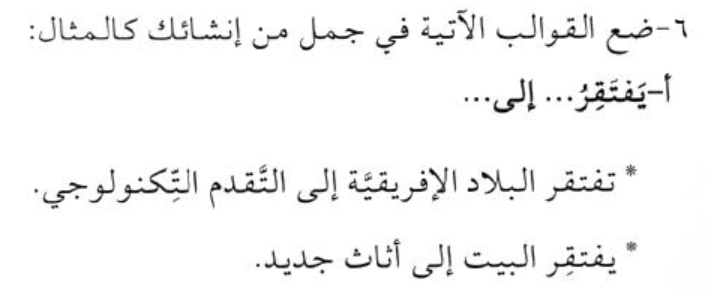 ٦-ضع القوالب الآتية في جمل من إنشائك كالمثال:
أ-يَفتَقِرُ... إلى...
* تفتقر البلاد الإفريقيَّة إلى التَّقدم التِّكنولوجي.
* يفتقِر البيت إلى أثاث جديد.